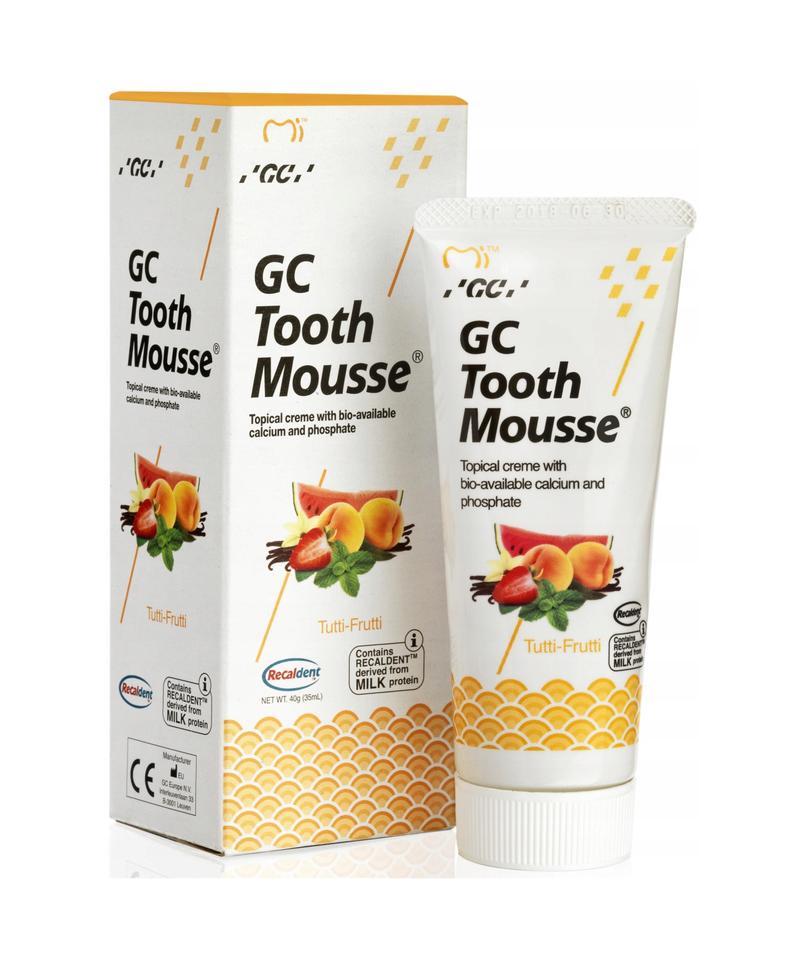 GC
GC
Tooth
Mousse®
Topical creme with bio-available
calcium and phosphate
Tutti-Frutti
Recaldent
Contains
RECALDENT™
derived from
MILK protein
i
CE
Manufacturer
EU
GC Europe N.V.
Interleuvenlaan 33
B-3001 Leuven
Mi™
GC
GC
Tooth
Mousse®
Topical creme with bio-available
calcium and phosphate
Tutti-Frutti
Recaldent™
NET WT. 40g (35mL)
Contains
RECALDENT™
derived from
MILK protein
i
EXP 2018 06 30
Mi™
GC
GC
Tooth
Mousse®
Topical creme with
bio-available calcium and
phosphate
Tutti-Frutti
Recaldent
Contains
RECALDENT
derived from
MILK protein
i